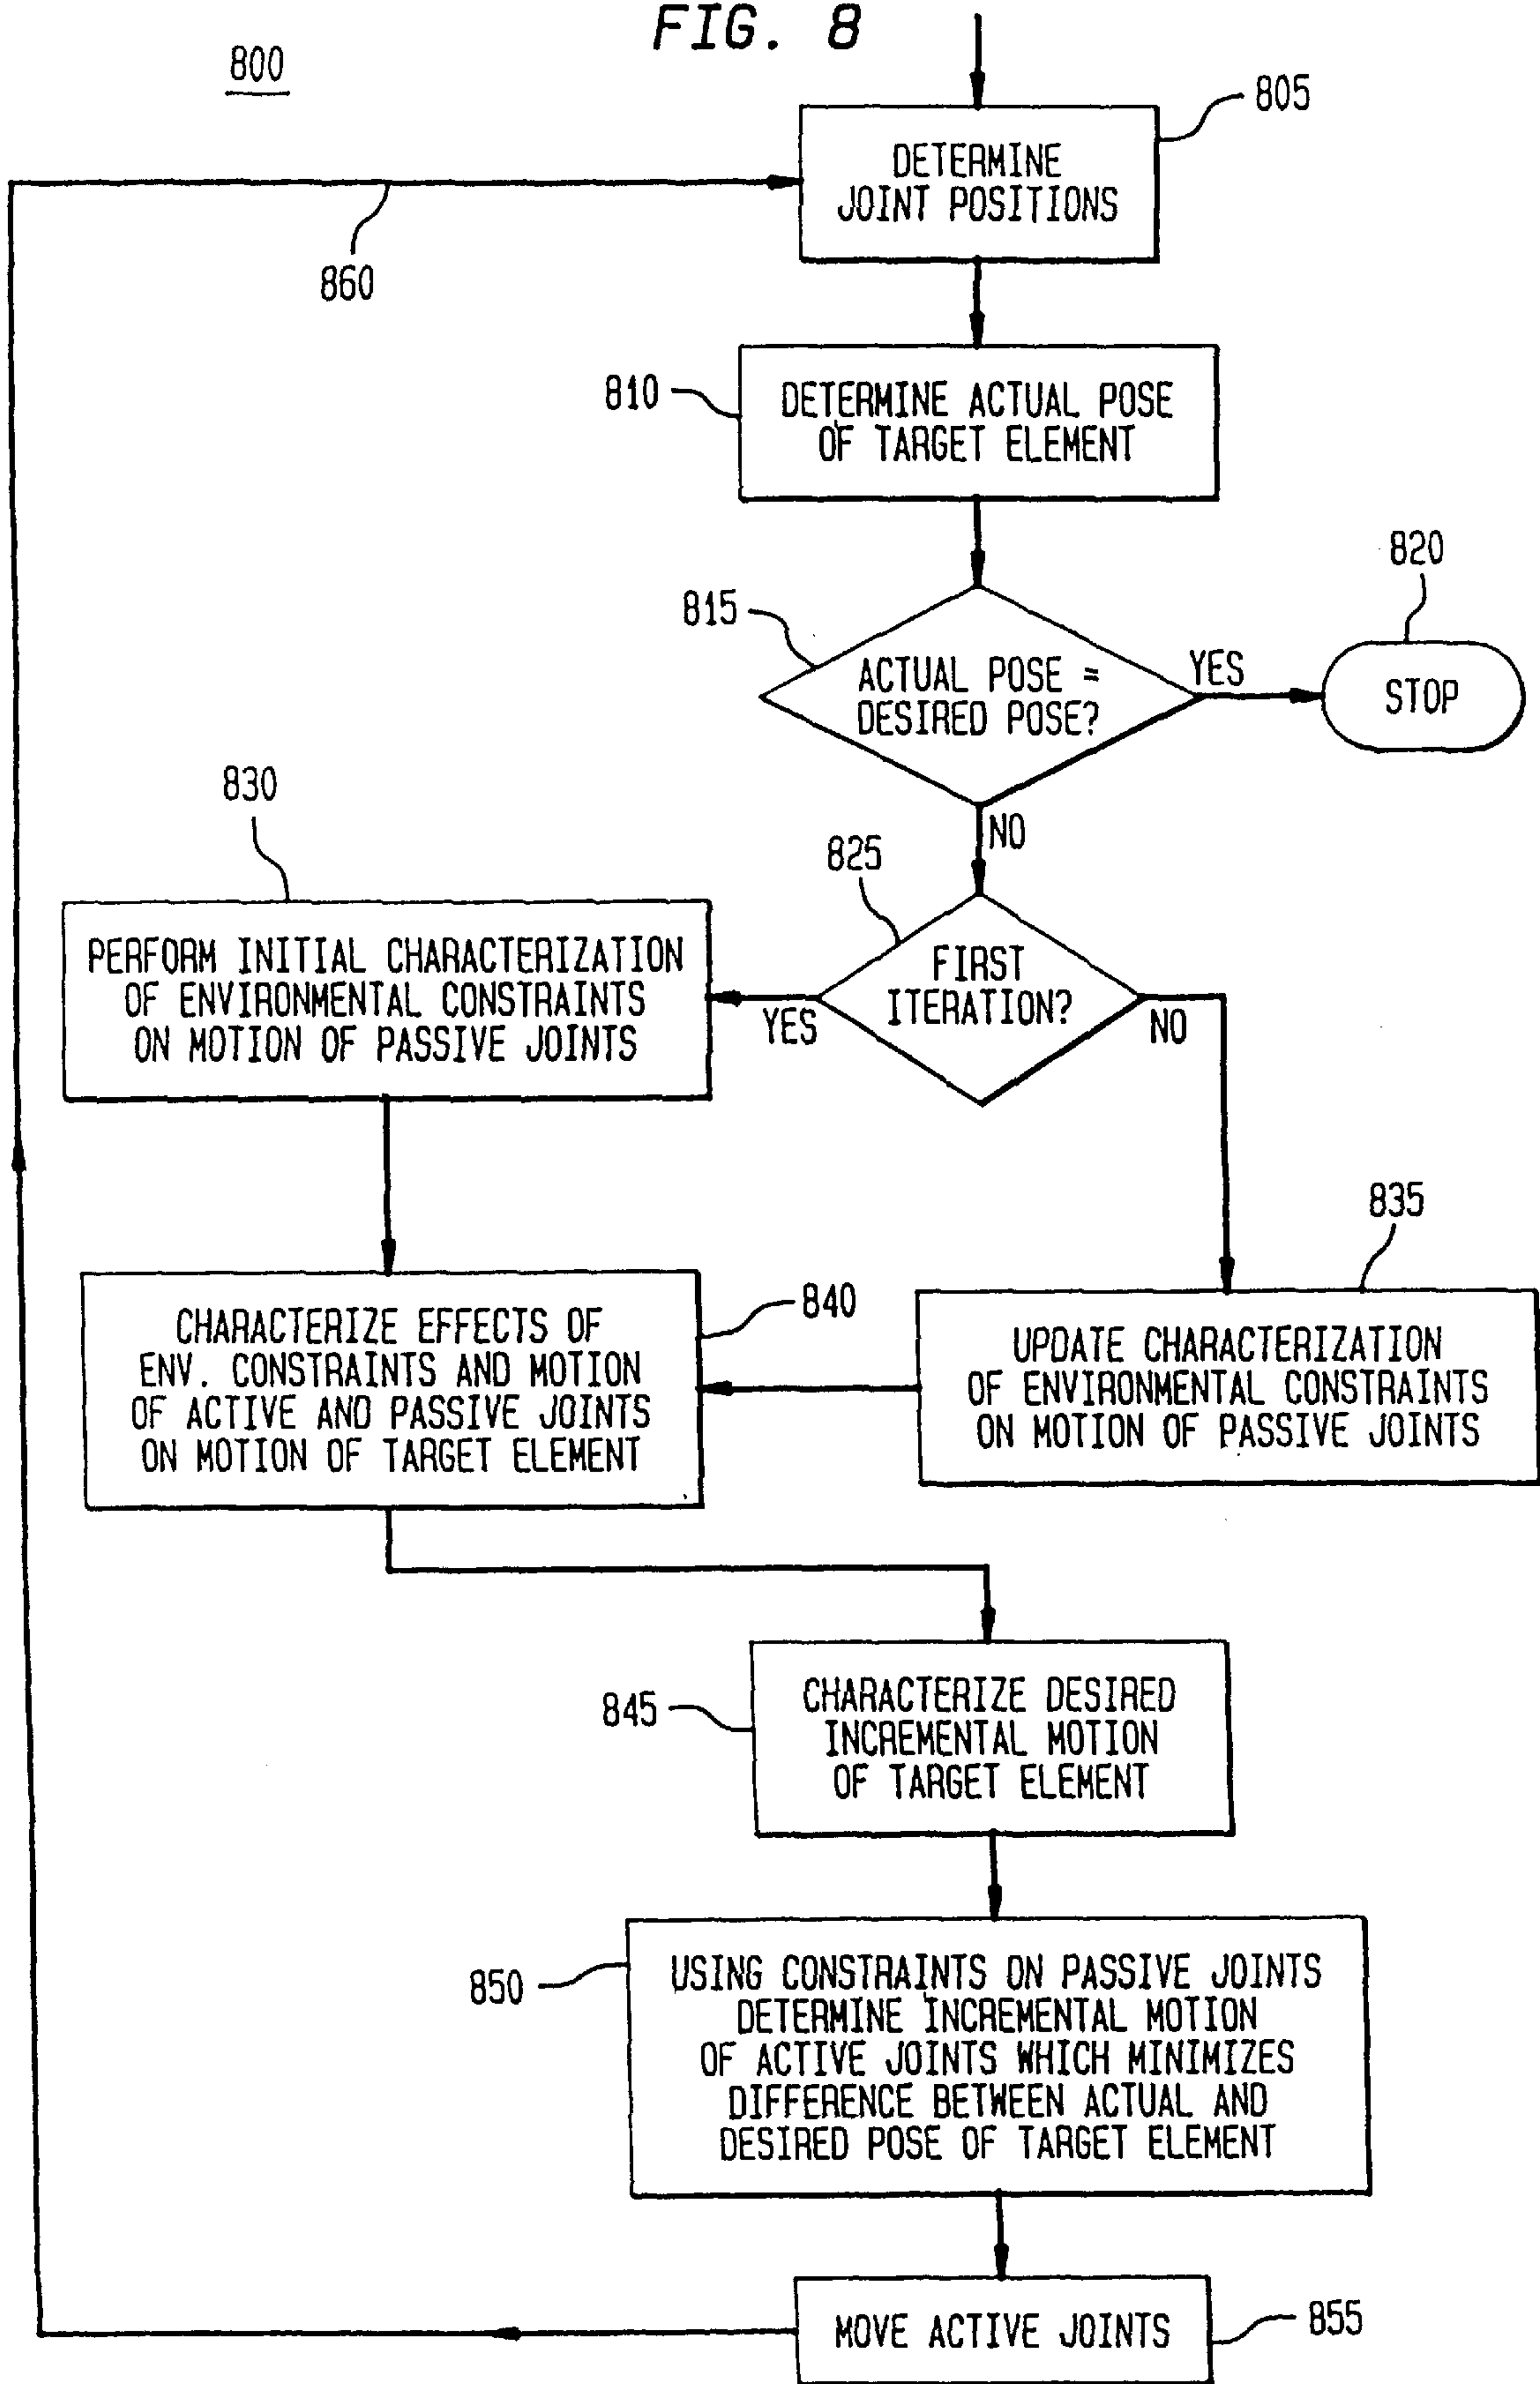 FIG. 8
800
805
DETERMINE
JOINT POSITIONS
860
810
DETERMINE ACTUAL POSE
OF TARGET ELEMENT
820
815
ACTUAL POSE =
DESIRED POSE?
YES
STOP
NO
830
825
PERFORM INITIAL CHARACTERIZATION
OF ENVIRONMENTAL CONSTRAINTS
ON MOTION OF PASSIVE JOINTS
FIRST
ITERATION?
YES
NO
835
840
CHARACTERIZE EFFECTS OF
ENV. CONSTRAINTS AND MOTION
OF ACTIVE AND PASSIVE JOINTS
ON MOTION OF TARGET ELEMENT
UPDATE CHARACTERIZATION
OF ENVIRONMENTAL CONSTRAINTS
ON MOTION OF PASSIVE JOINTS
845
CHARACTERIZE DESIRED
INCREMENTAL MOTION
OF TARGET ELEMENT
850
USING CONSTRAINTS ON PASSIVE JOINTS
DETERMINE INCREMENTAL MOTION
OF ACTIVE JOINTS WHICH MINIMIZES
DIFFERENCE BETWEEN ACTUAL AND
DESIRED POSE OF TARGET ELEMENT
MOVE ACTIVE JOINTS
855